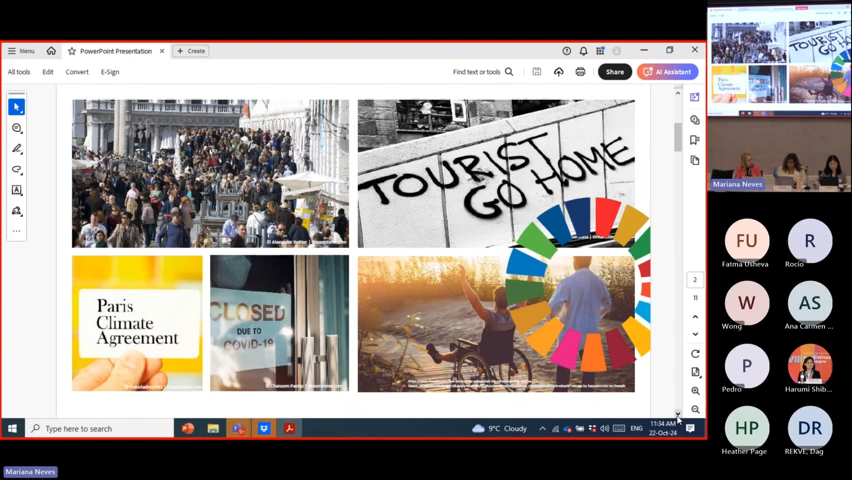 Menu
PowerPoint Presentation
Create
All tools
Edit
Convert
E-Sign
Find text or tools
Share
AI Assistant
TOURIST
GO HOME
Paris
Climate
Agreement
CLOSED
DUE TO
COVID-19
2
11
Type here to search
9°C Cloudy
ENG
11:34 AM
22-Oct-24
Mariana Neves
Mariana Neves
FU
Fatma Usheva
R
Rocio
W
Wong
AS
Ana Carmen ...
P
Pedro
Harumi Shib...
HP
Heather Page
DR
REKVE, Dag